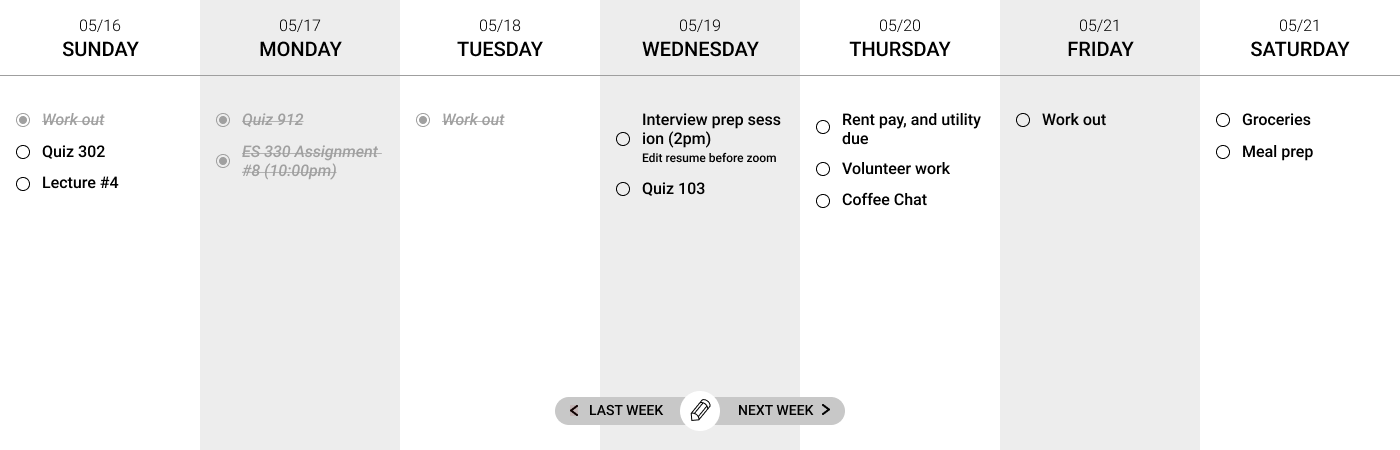 05/16
SUNDAY
Work out
Quiz 302
Lecture #4
05/17
MONDAY
Quiz 912
ES 330 Assignment
#8 (10:00pm)
05/18
TUESDAY
Work out
05/19
WEDNESDAY
Interview prep sess
ion (2pm)
Edit resume before zoom
Quiz 103
05/20
THURSDAY
Rent pay, and utility
due
Volunteer work
Coffee Chat
05/21
FRIDAY
Work out
05/21
SATURDAY
Groceries
Meal prep
LAST WEEK
NEXT WEEK